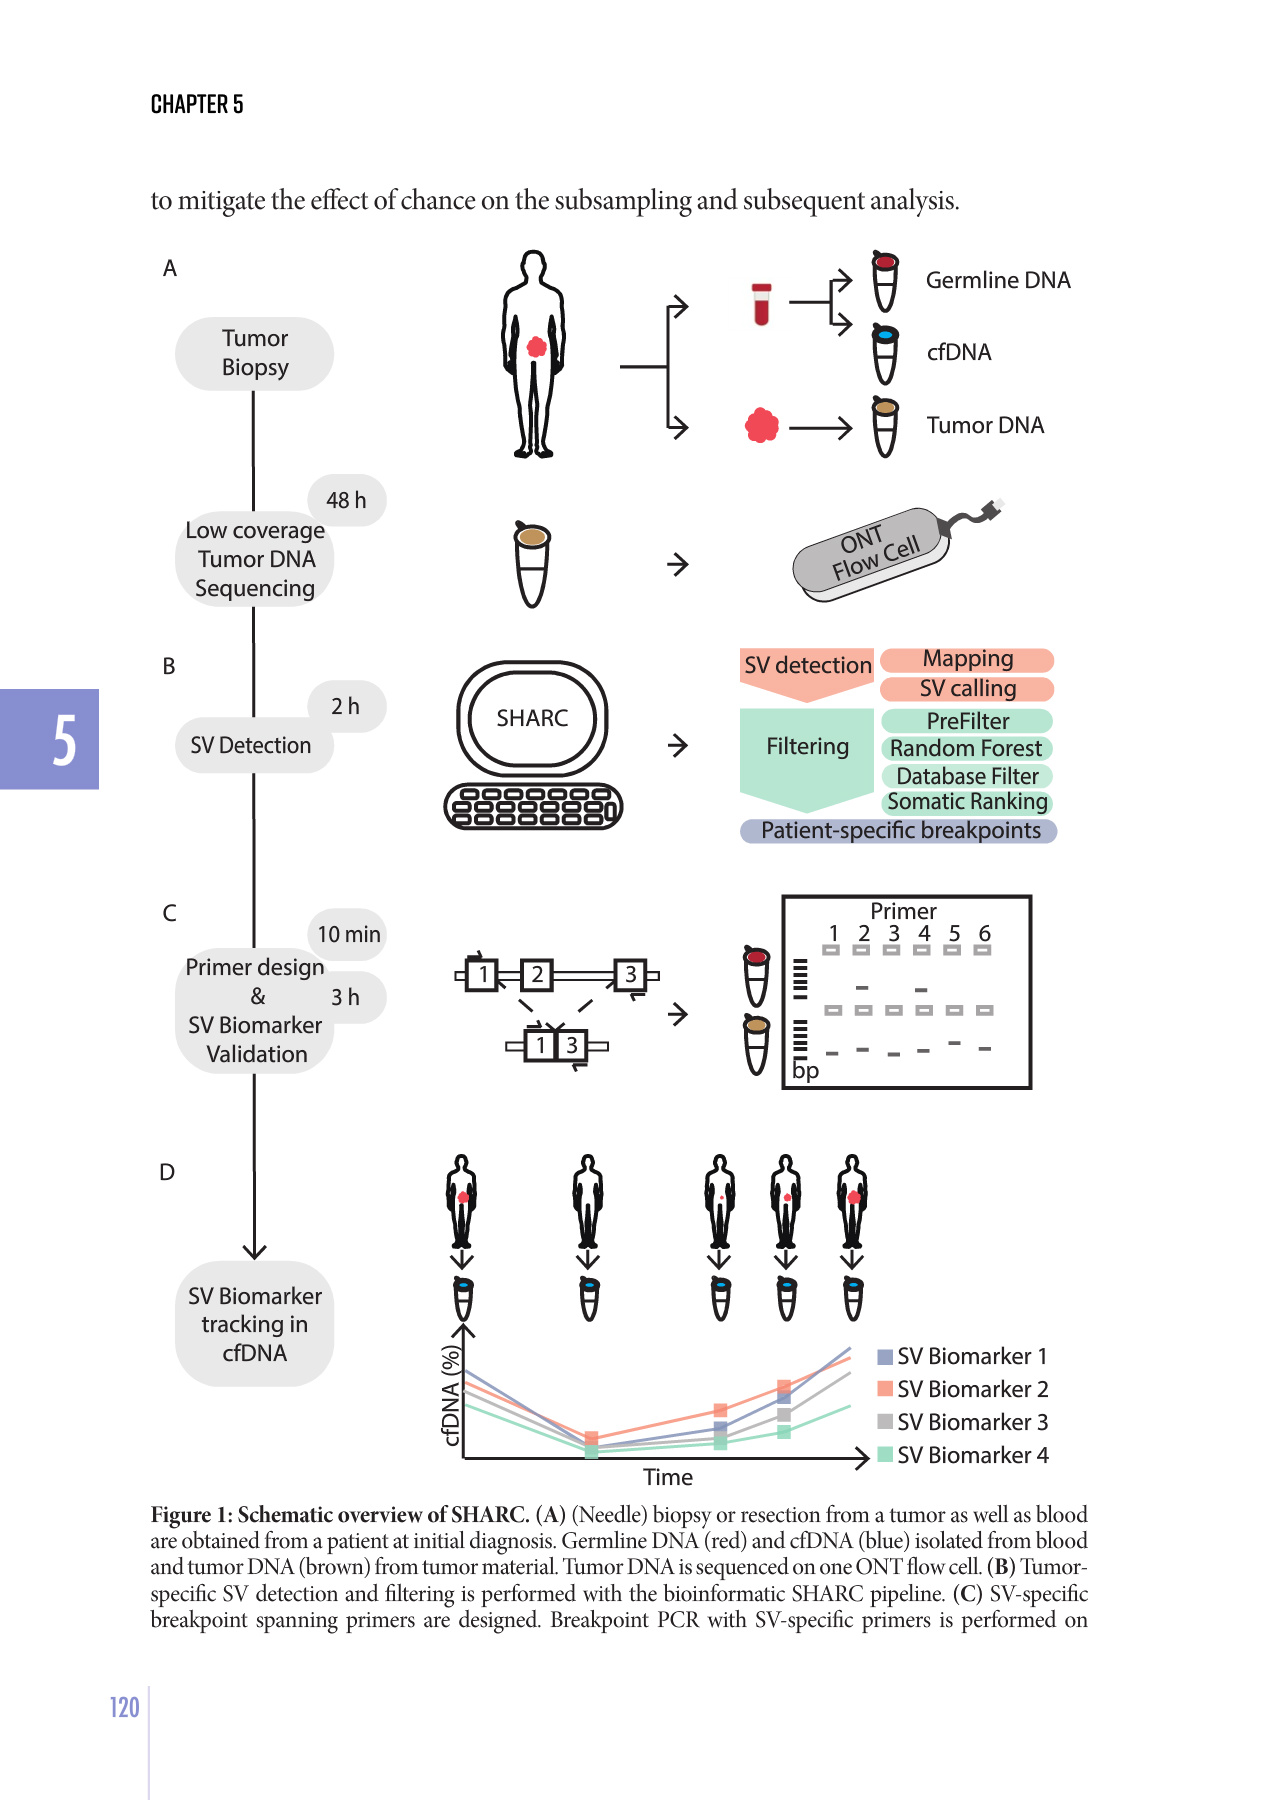 CHAPTER 5
to mitigate the effect of chance on the subsampling and subsequent analysis.
A
Tumor
Biopsy
Germline DNA
cfDNA
Tumor DNA
48 h
Low coverage
Tumor DNA
Sequencing
ONT
Flow Cell
B
2 h
SV Detection
SHARC
SV detection
Mapping
SV calling
Filtering
PreFilter
Random Forest
Database Filter
Somatic Ranking
Patient-specific breakpoints
5
C
10 min
Primer design
&
SV Biomarker
Validation
3 h
1 2 3
1 3
Primer
1 2 3 4 5 6
bp
D
SV Biomarker
tracking in
cfDNA
cfDNA (%)
Time
SV Biomarker 1
SV Biomarker 2
SV Biomarker 3
SV Biomarker 4
Figure 1: Schematic overview of SHARC. (A) (Needle) biopsy or resection from a tumor as well as blood
are obtained from a patient at initial diagnosis. Germline DNA (red) and cfDNA (blue) isolated from blood
and tumor DNA (brown) from tumor material. Tumor DNA is sequenced on one ONT flow cell. (B) Tumor-
specific SV detection and filtering is performed with the bioinformatic SHARC pipeline. (C) SV-specific
breakpoint spanning primers are designed. Breakpoint PCR with SV-specific primers is performed on
120